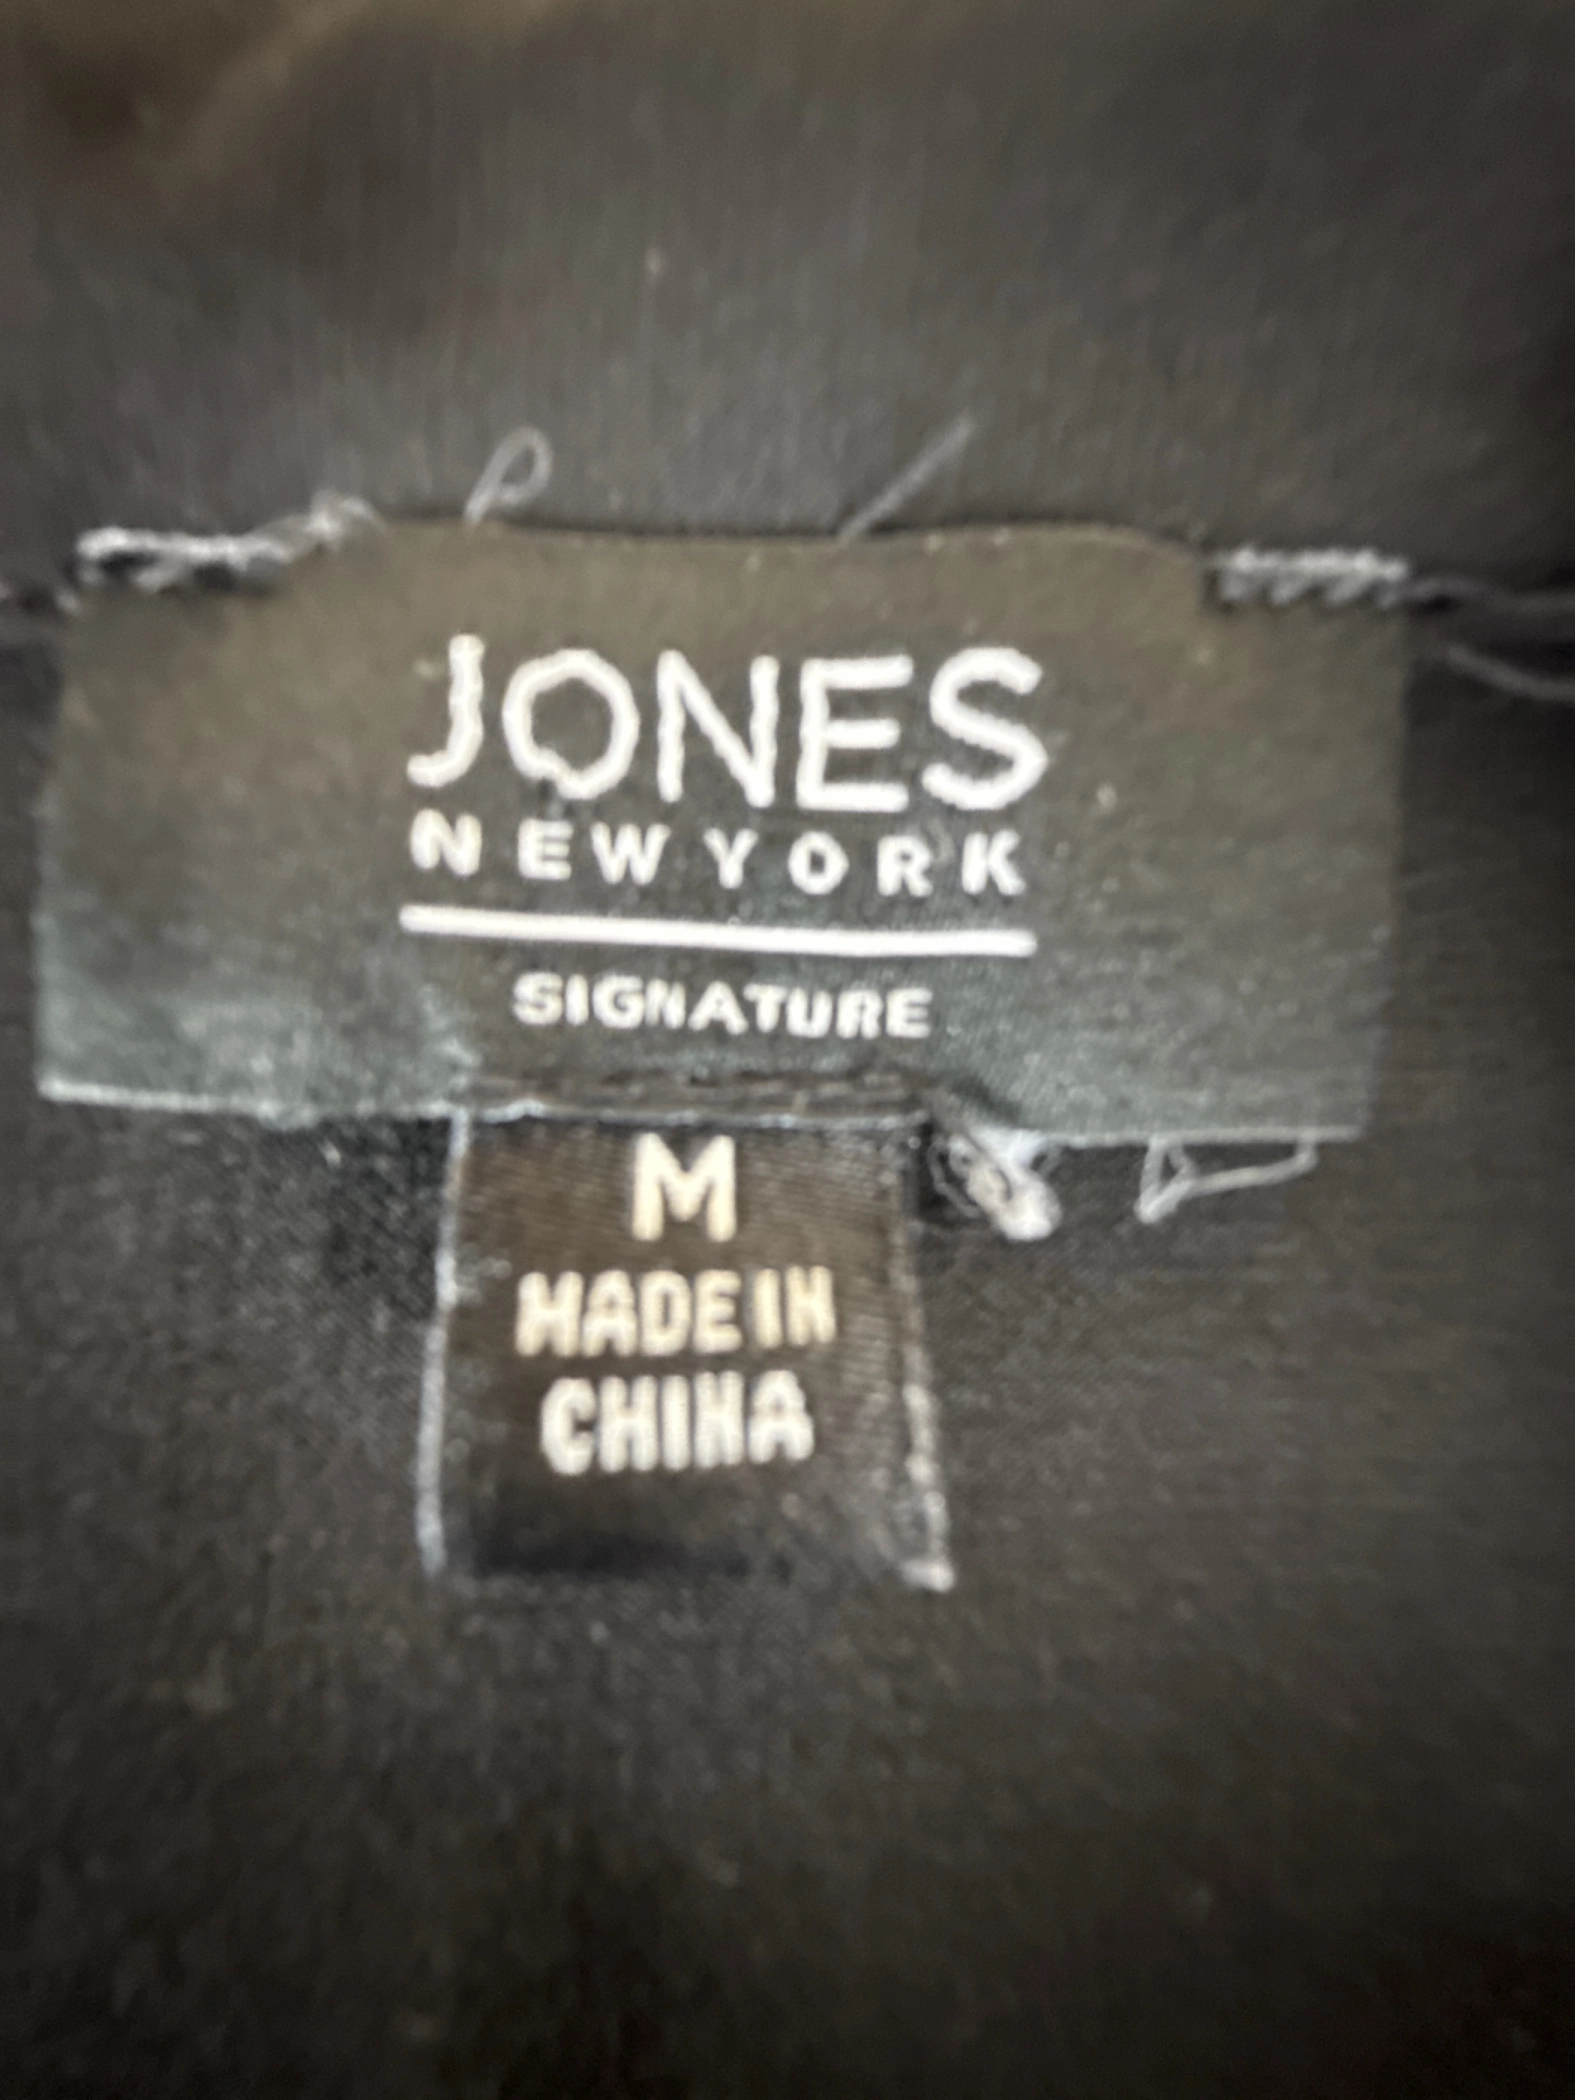 JONES
NEW YORK
SIGNATURE
M
MADE IN
CHINA